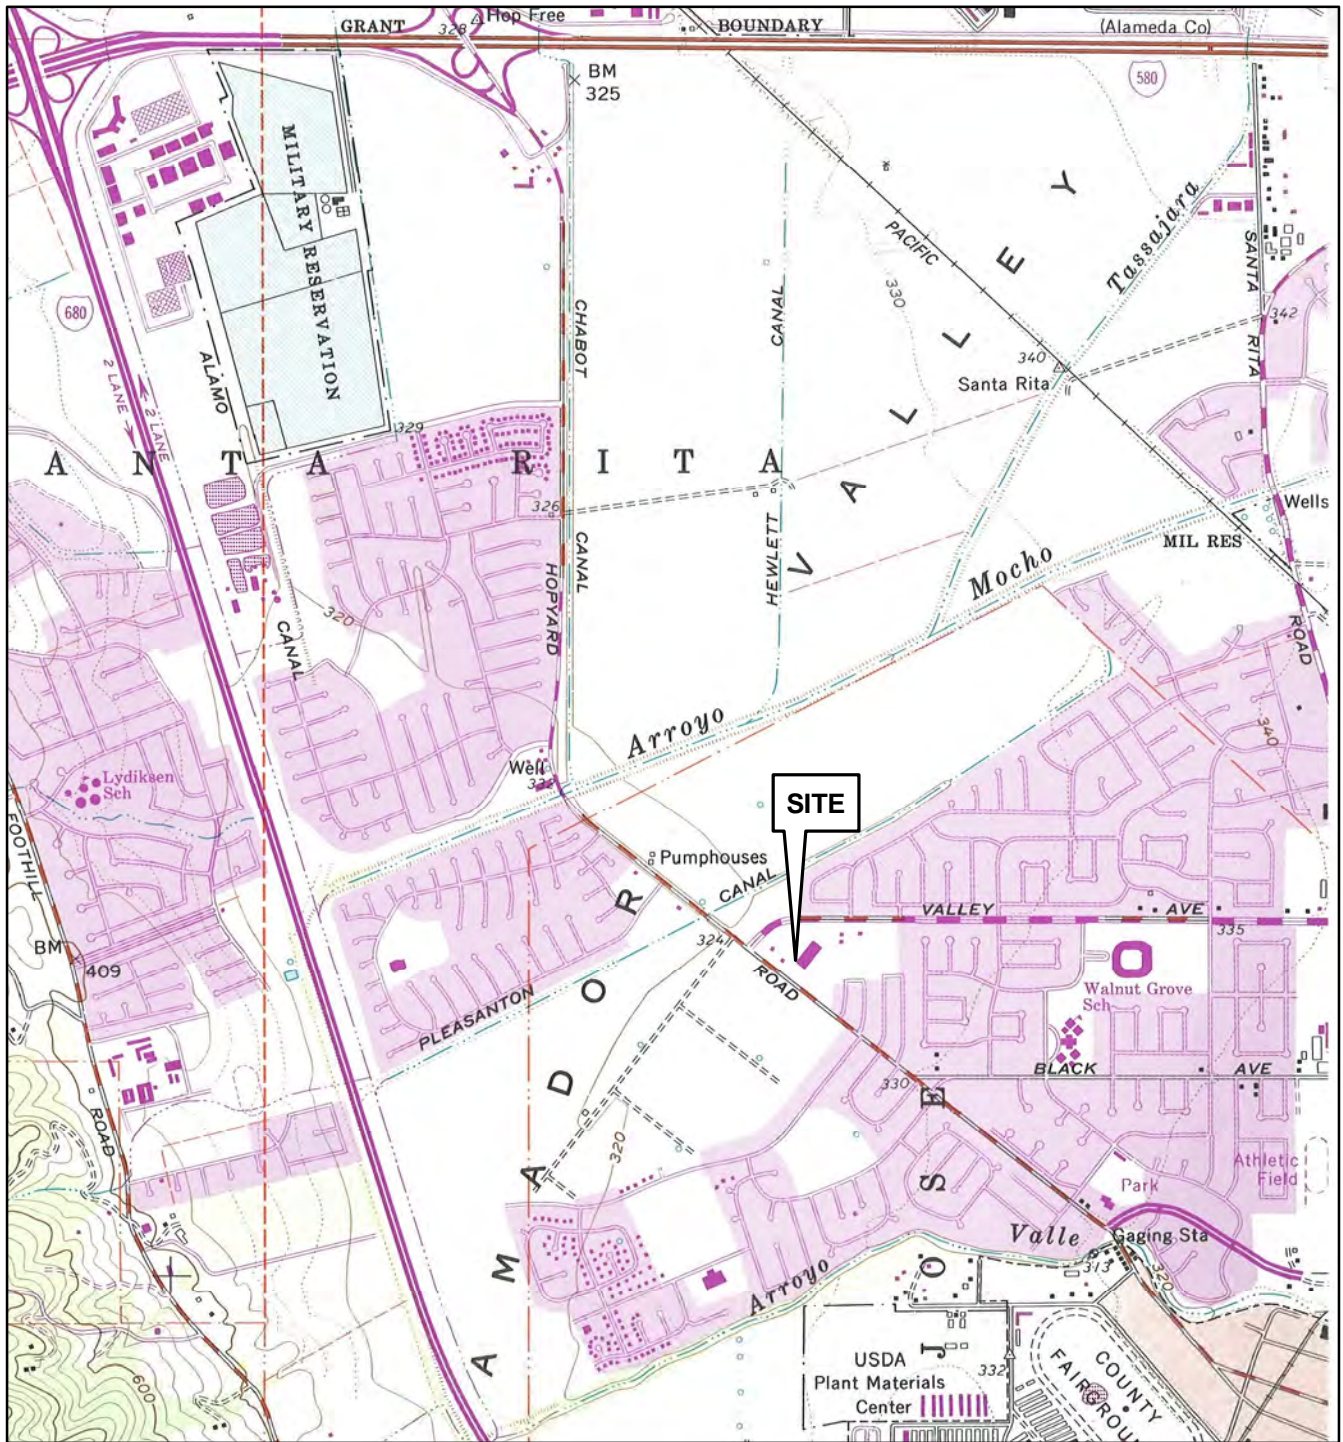 GRANT
BOUNDARY
(Alameda Co)
328
Hop Free
BM
325
580
MILITARY RESERVATION
680
2 LANE
2 LANE
ALAMO
CANAL
CHABOT
CANAL
HOPYARD
CANAL
HEWLETT
PACIFIC
330
Tassajara
SANTA
RITA
342
340
Santa Rita
329
ANTA RITA
326
VALLEY
Wells
MIL RES
Mocho
ROAD
320
Arroyo
340
Well
332
Lydiksen
Sch
SITE
FOOTHILL
Pumphouses
CANAL
VALLEY
AVE
335
BM
409
324
ROAD
Walnut Grove
Sch
PLEASANTON
AMADOR
BLACK
AVE
330
ROAD
320
JOSE
Athletic
Field
Park
Valle
Gaging Sta
313
320
Arroyo
USDA
Plant Materials
Center
332
COUNTY
FAIRGROU
600